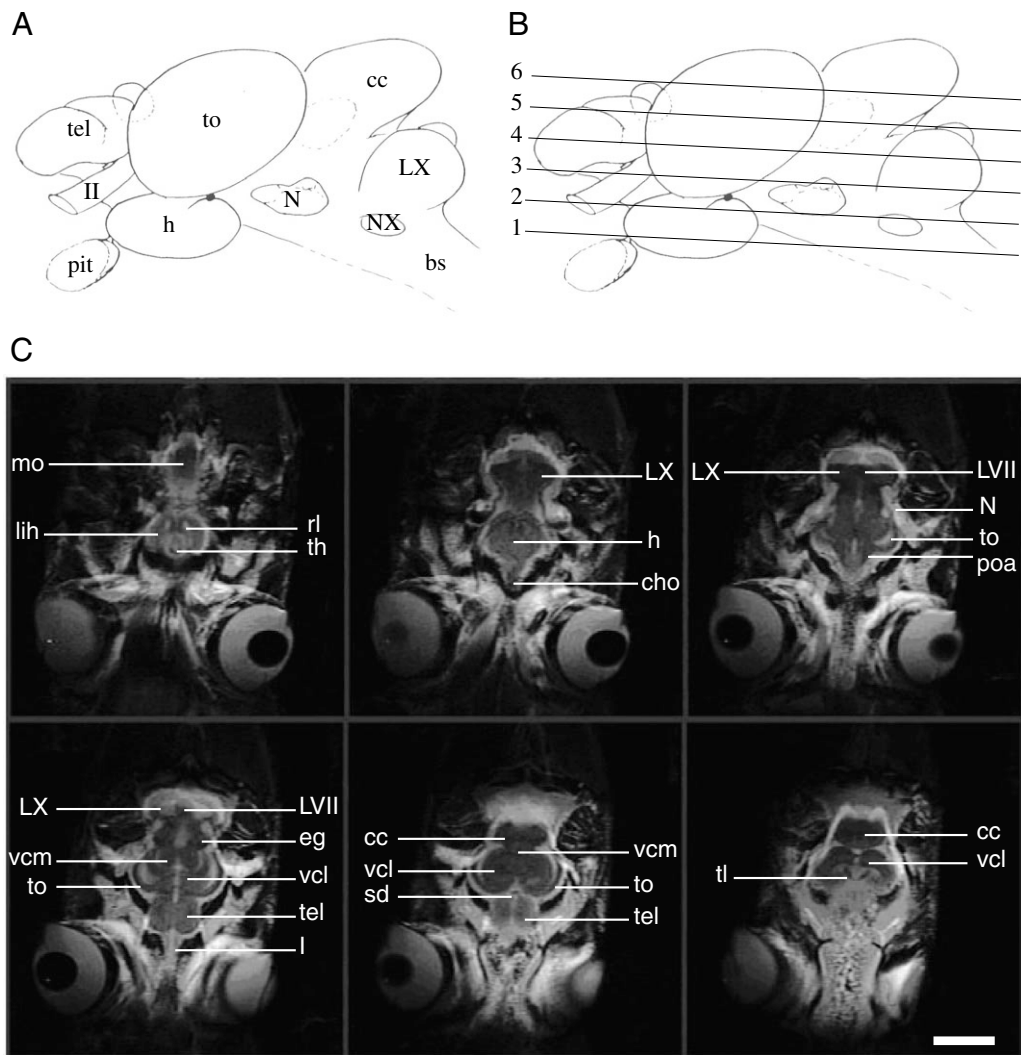 A
B
cc
tel
to
II
LX
N
h
NX
pit
bs
6
5
4
3
2
1
C
mo
lih
rl
th
LX
h
cho
LX
LVII
N
to
poa
LX
LVII
eg
vcm
vcl
to
tel
I
cc
vcm
vcl
to
sd
tel
cc
vcl
tl